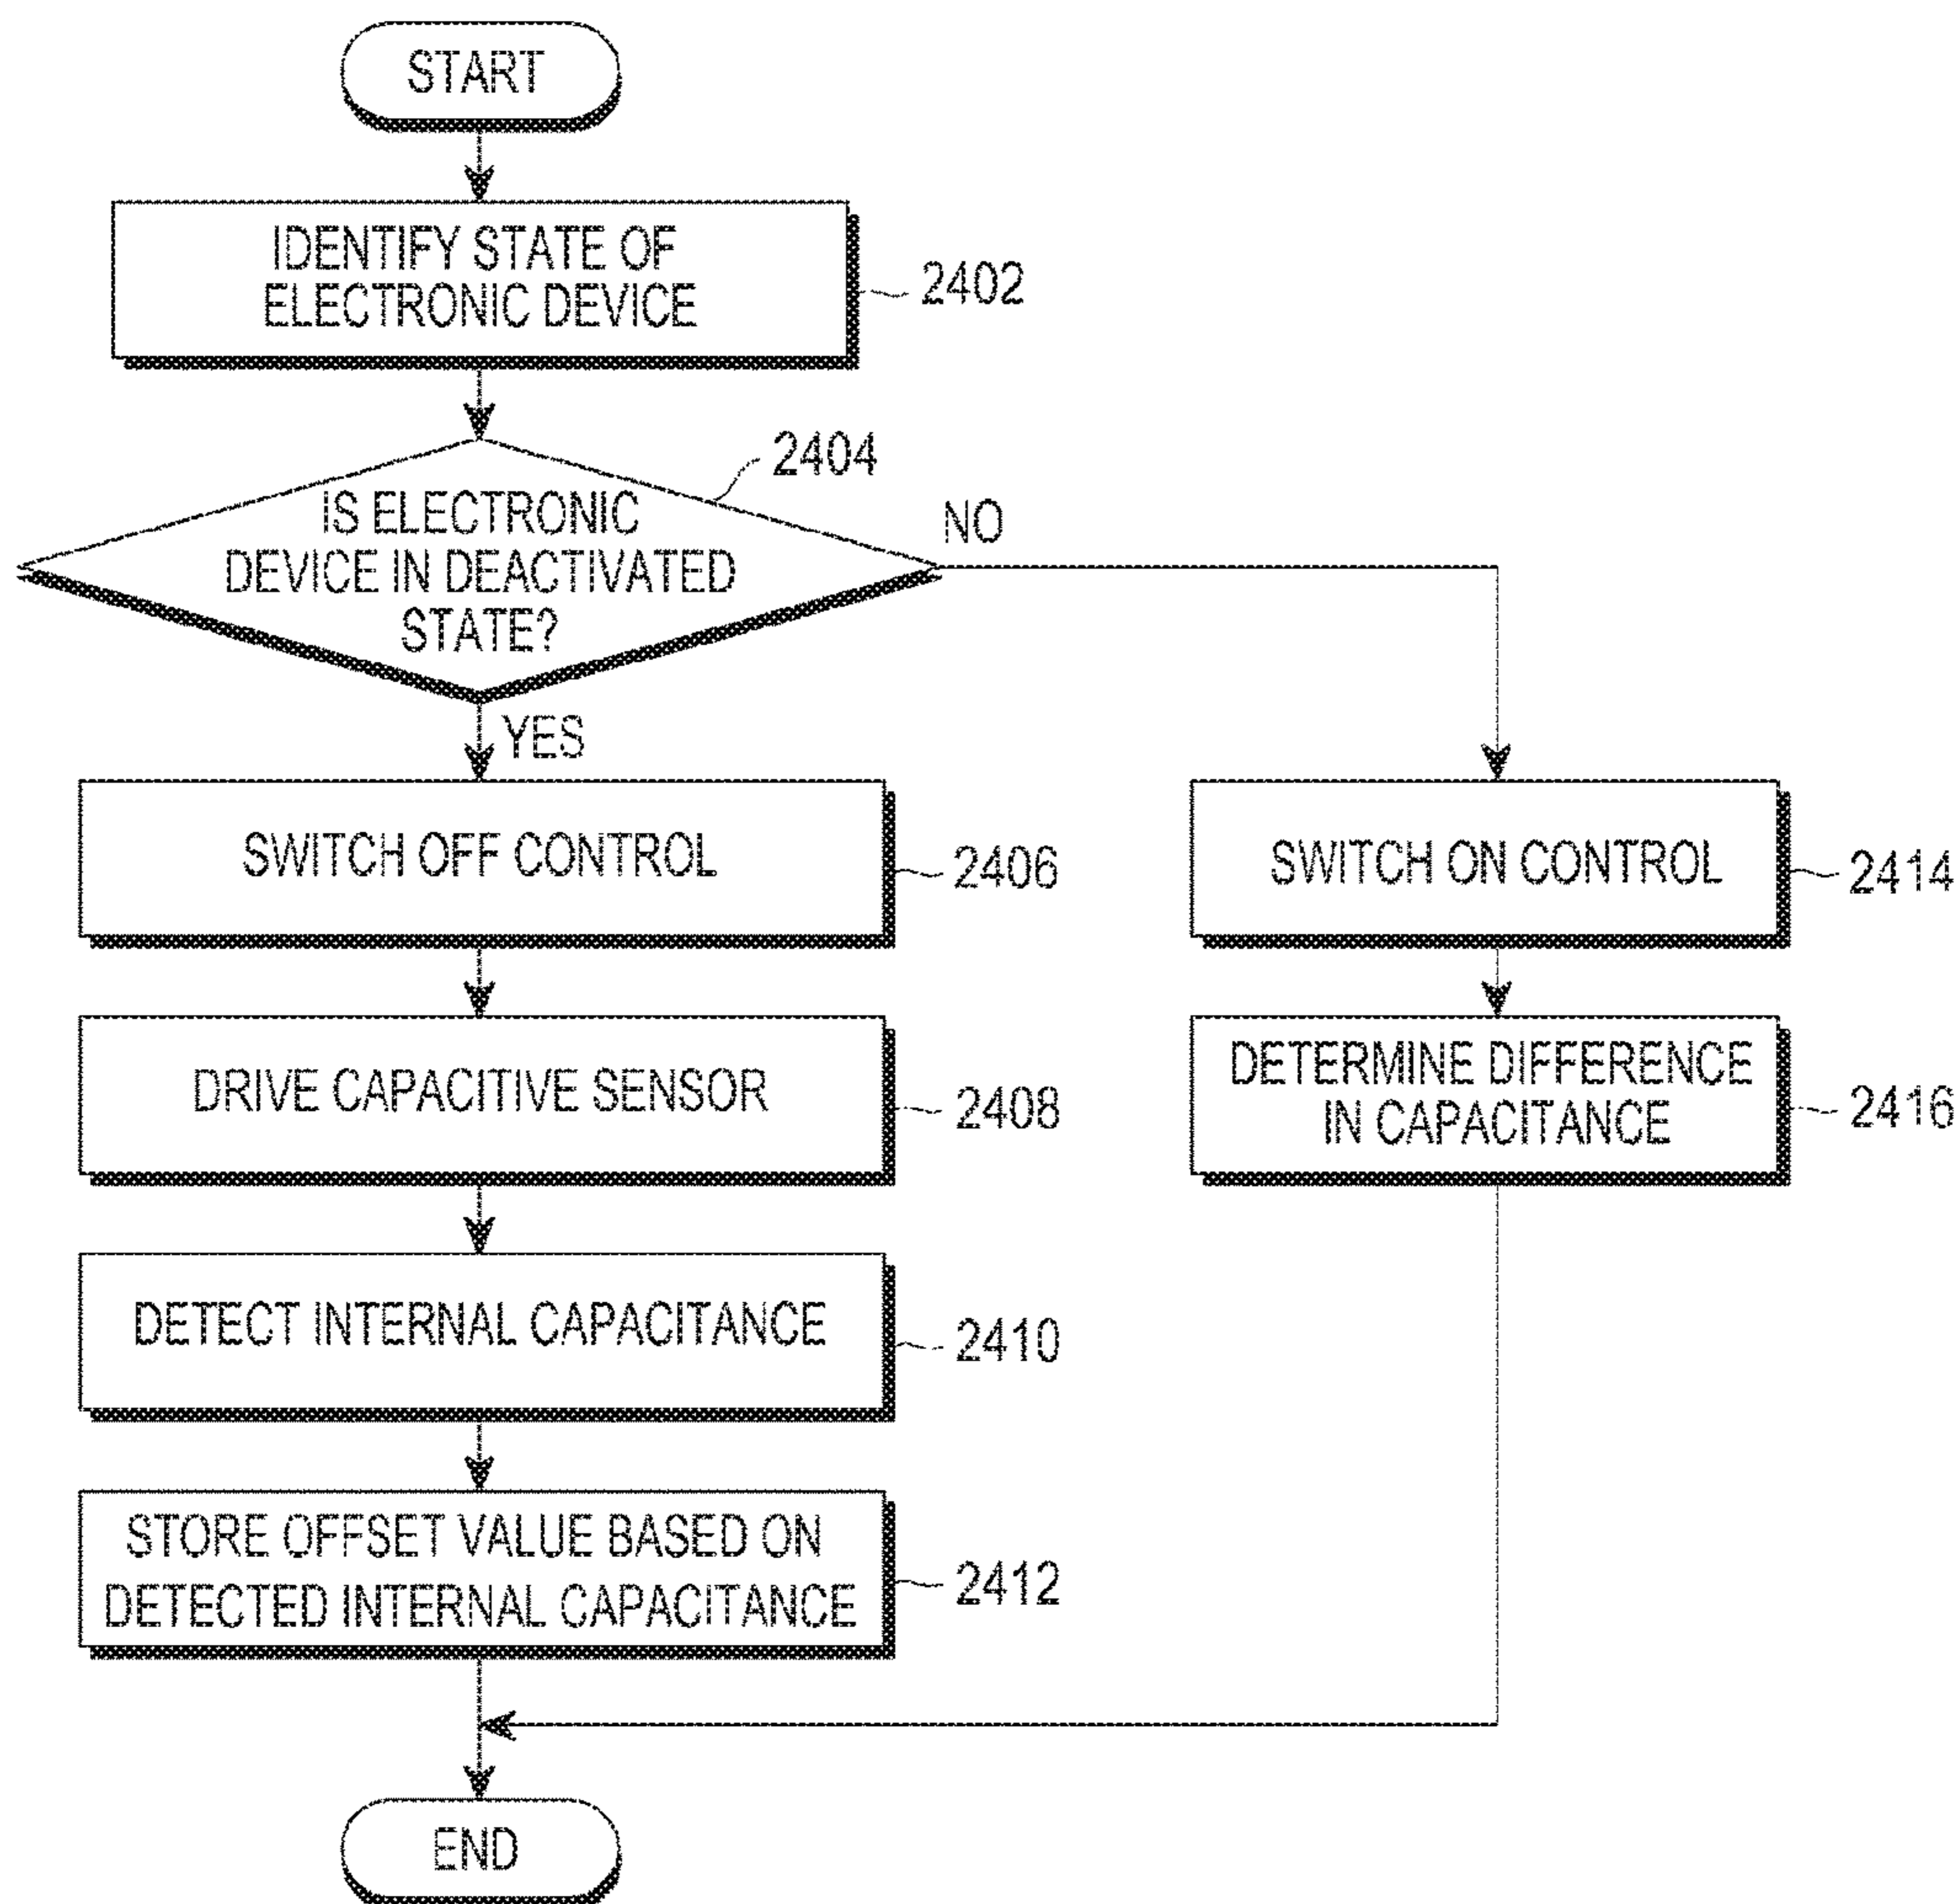 START
IDENTIFY STATE OF
ELECTRONIC DEVICE
2402
2404
IS ELECTRONIC
DEVICE IN DEACTIVATED
STATE?
NO
YES
SWITCH OFF CONTROL
2406
SWITCH ON CONTROL
2414
DRIVE CAPACITIVE SENSOR
2408
DETERMINE DIFFERENCE
IN CAPACITANCE
2416
DETECT INTERNAL CAPACITANCE
2410
STORE OFFSET VALUE BASED ON
DETECTED INTERNAL CAPACITANCE
2412
END